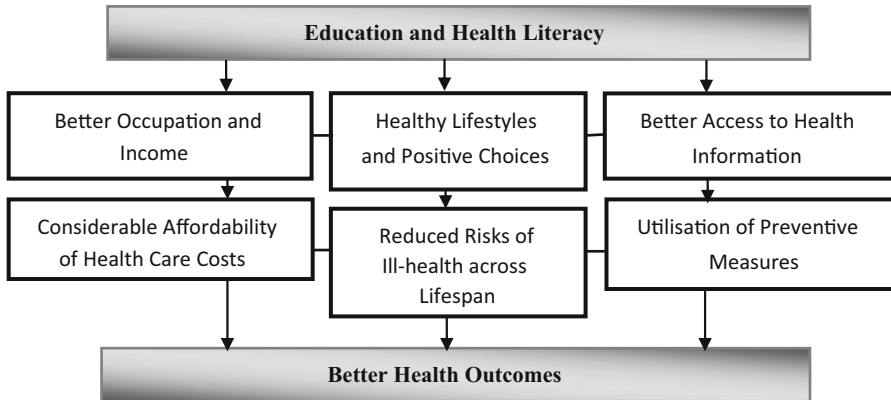 Education and Health Literacy
Better Occupation and
Income
Healthy Lifestyles
and Positive Choices
Better Access to Health
Information
Considerable Affordability
of Health Care Costs
Reduced Risks of
Ill-health across
Lifespan
Utilisation of Preventive
Measures
Better Health Outcomes